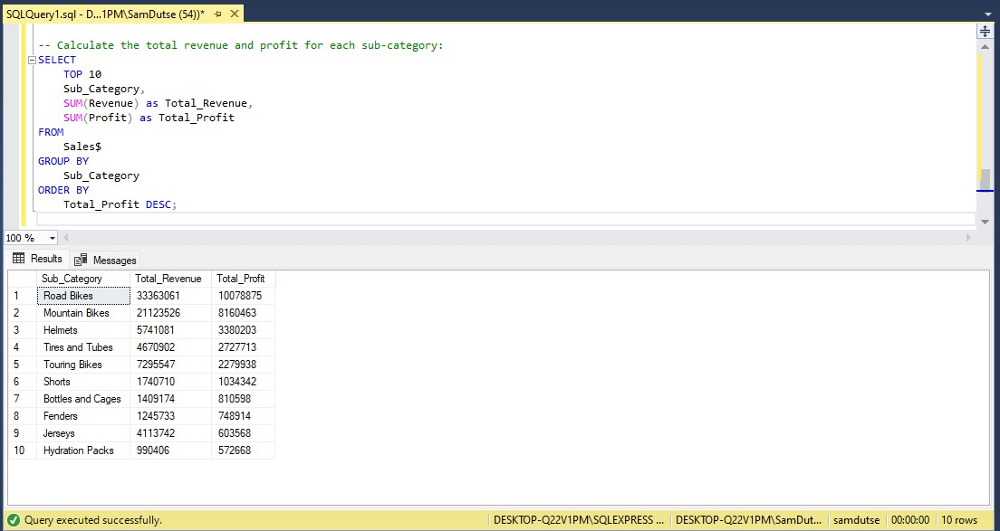 SQLQuery1.sql - D...1PM\SamDutse (54))*
-- Calculate the total revenue and profit for each sub-category:
SELECT
TOP 10
Sub_Category,
SUM(Revenue) as Total_Revenue,
SUM(Profit) as Total_Profit
FROM
Sales$
GROUP BY
Sub_Category
ORDER BY
Total_Profit DESC;
100 %
Results Messages
Sub_Category Total_Revenue Total_Profit
1 Road Bikes 33363061 10078875
2 Mountain Bikes 21123526 8160463
3 Helmets 5741081 3380203
4 Tires and Tubes 4670902 2727713
5 Touring Bikes 7295547 2279938
6 Shorts 1740710 1034342
7 Bottles and Cages 1409174 810598
8 Fenders 1245733 748914
9 Jerseys 4113742 603568
10 Hydration Packs 990406 572668
Query executed successfully. DESKTOP-Q22V1PM\SQLEXPRESS ... DESKTOP-Q22V1PM\SamDut... samdutse 00:00:00 10 rows